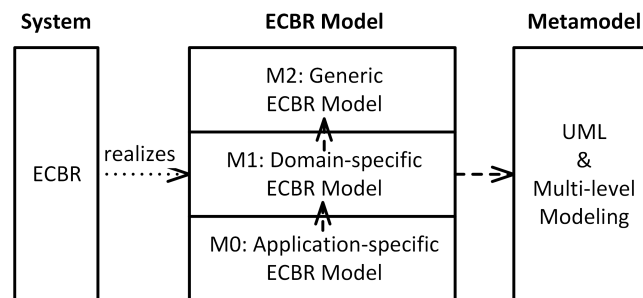 System
ECBR Model
Metamodel
ECBR
realizes
M2: Generic
ECBR Model
M1: Domain-specific
ECBR Model
M0: Application-specific
ECBR Model
UML
&
Multi-level
Modeling